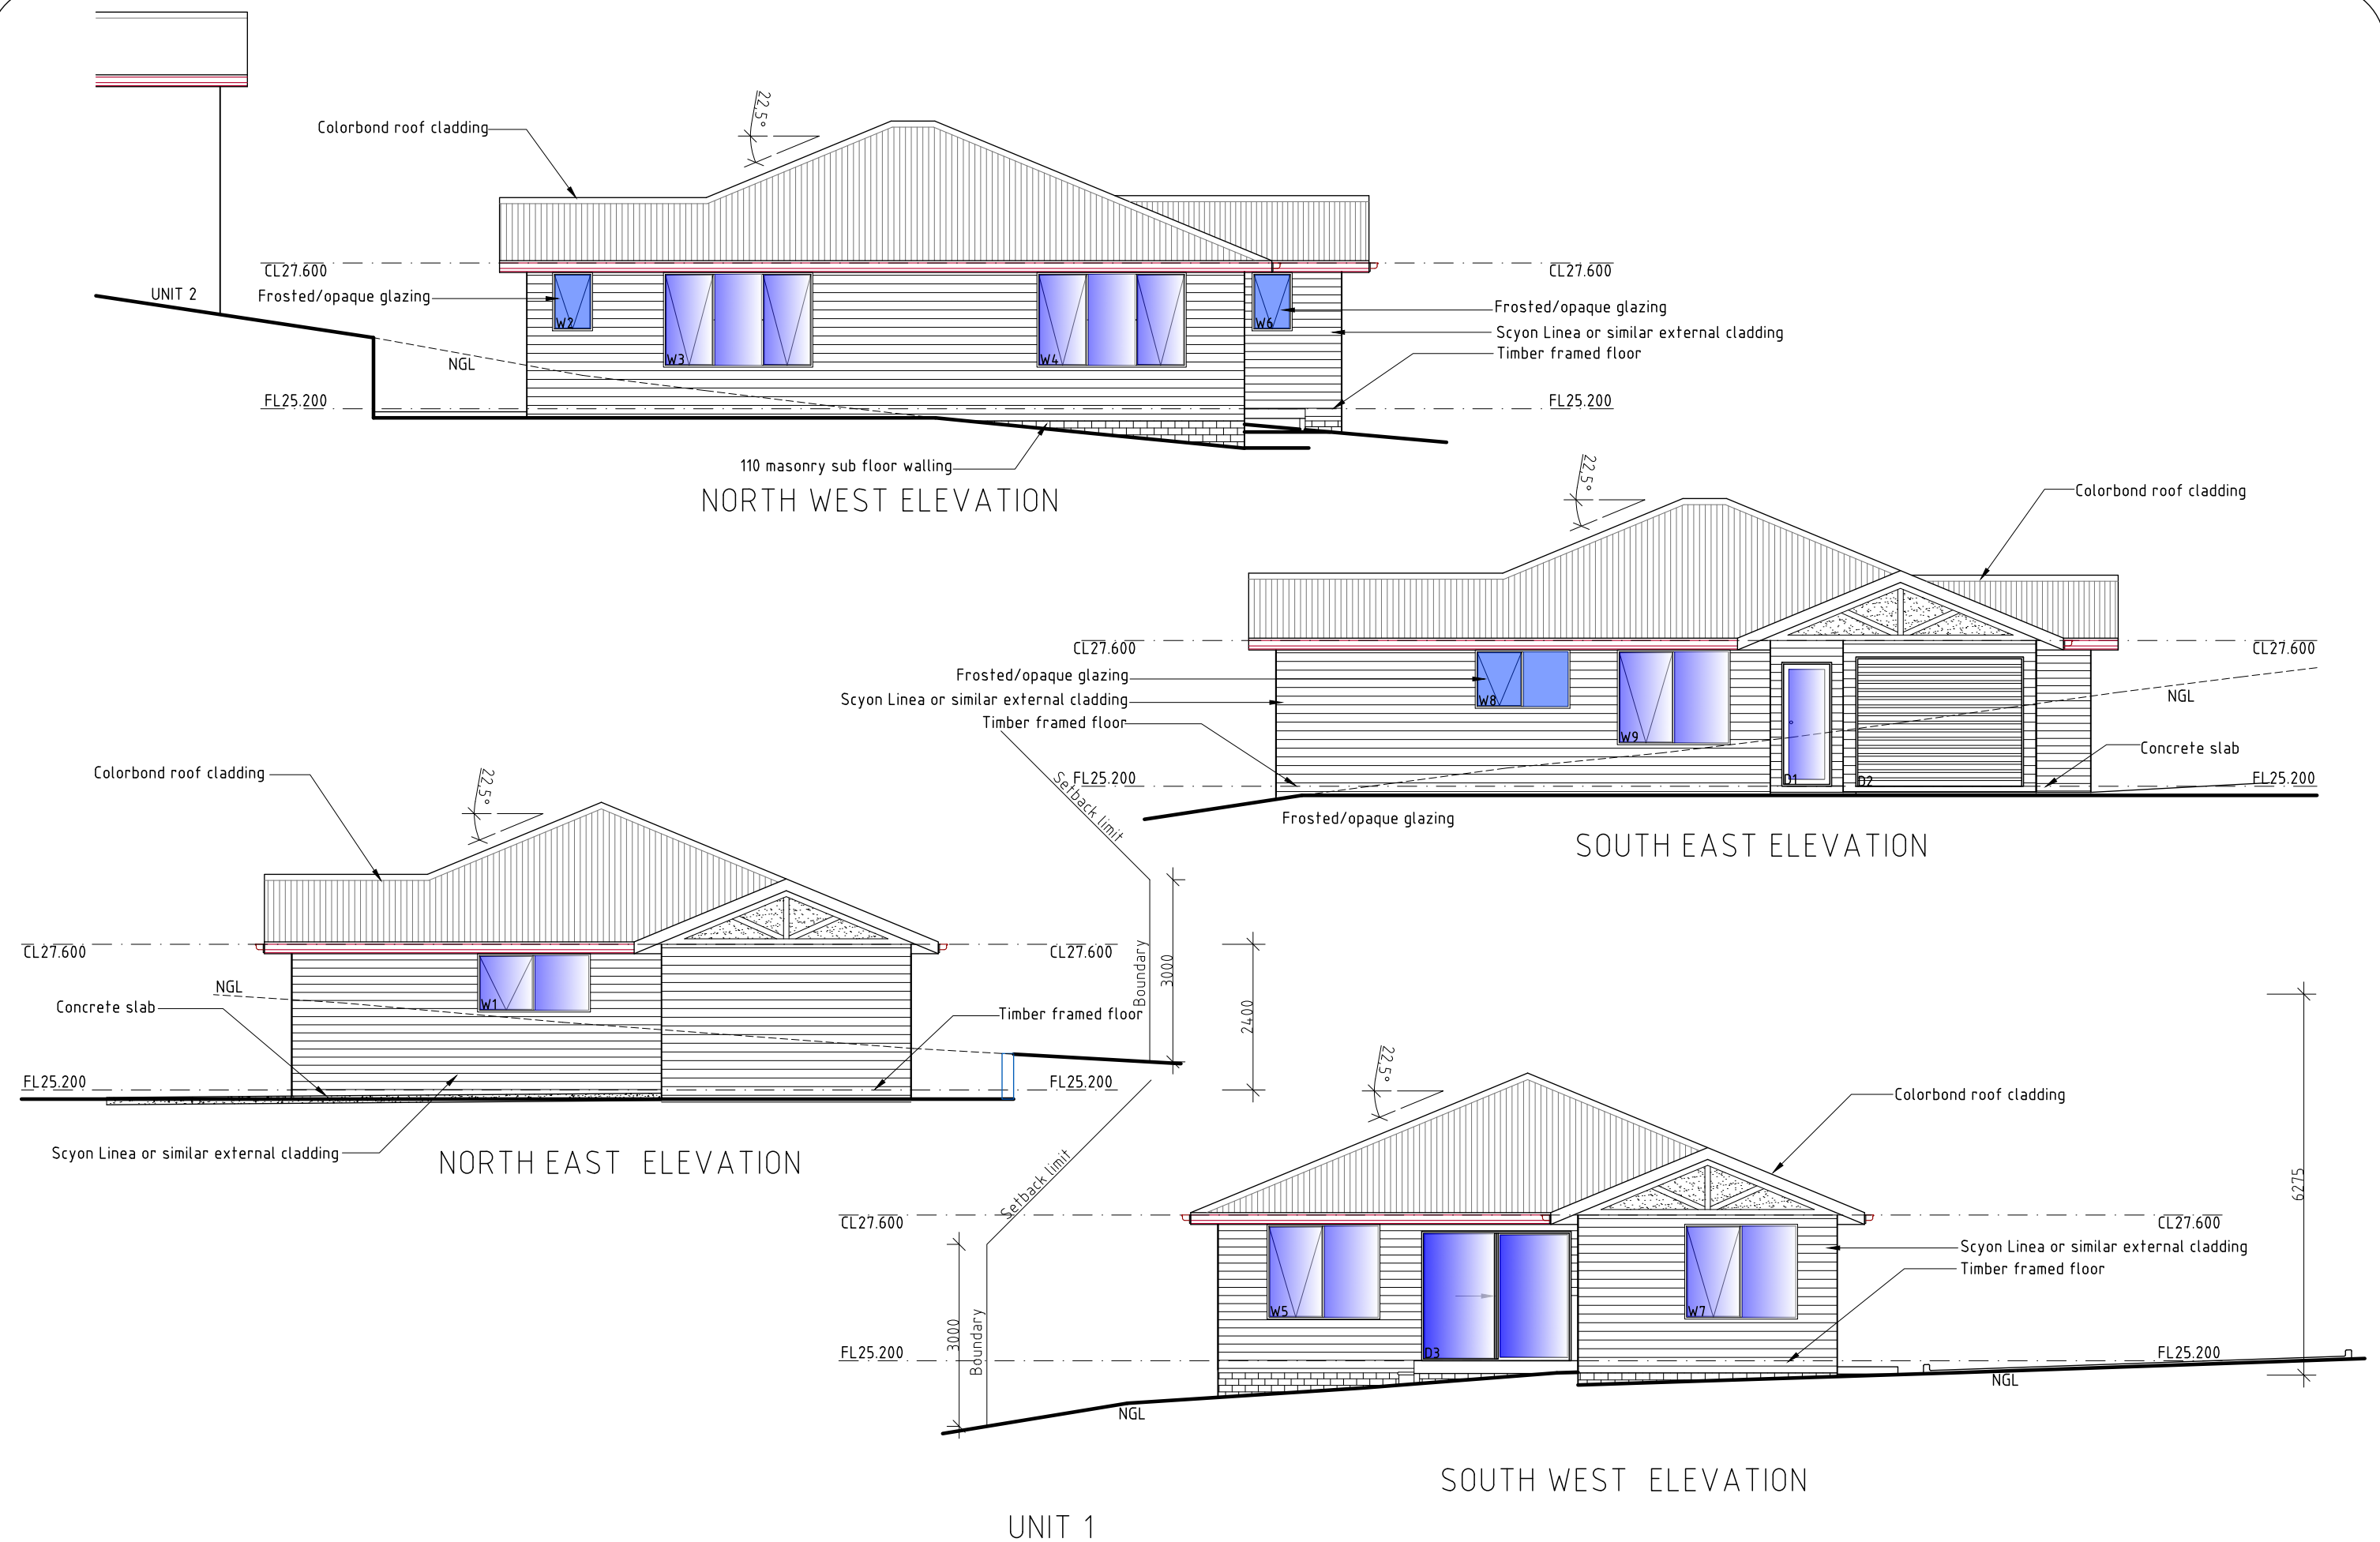 22.5°
Colorbond roof cladding
CL27.600
CL27.600
UNIT 2
Frosted/opaque glazing
W2
W6
Frosted/opaque glazing
Scyon Linea or similar external cladding
Timber framed floor
NGL
W3
W4
FL25.200
FL25.200
110 masonry sub floor walling
NORTH WEST ELEVATION
22.5°
Colorbond roof cladding
CL27.600
CL27.600
Frosted/opaque glazing
Scyon Linea or similar external cladding
Timber framed floor
W8
W9
NGL
Concrete slab
FL25.200
D1
D2
FL25.200
Frosted/opaque glazing
SOUTH EAST ELEVATION
Setback limit
Boundary
3000
2400
22.5°
Colorbond roof cladding
CL27.600
CL27.600
NGL
W1
Concrete slab
Timber framed floor
FL25.200
FL25.200
Scyon Linea or similar external cladding
NORTH EAST ELEVATION
Setback limit
Boundary
3000
22.5°
Colorbond roof cladding
6275
CL27.600
CL27.600
Scyon Linea or similar external cladding
Timber framed floor
W5
W7
D3
FL25.200
FL25.200
NGL
NGL
SOUTH WEST ELEVATION
UNIT 1